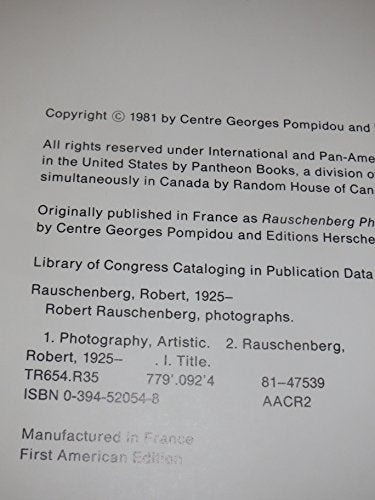 Copyright © 1981 by Centre Georges Pompidou and
All rights reserved under International and Pan-Ame
in the United States by Pantheon Books, a division o
simultaneously in Canada by Random House of Can
Originally published in France as Rauschenberg Ph
by Centre Georges Pompidou and Editions Hersche
Library of Congress Cataloging in Publication Data
Rauschenberg, Robert, 1925–
Robert Rauschenberg, photographs.
1. Photography, Artistic. 2. Rauschenberg,
Robert, 1925– . I. Title.
TR654.R35 779'.092'4 81-47539
ISBN 0-394-52054-8 AACR2
Manufactured in France
First American Edition